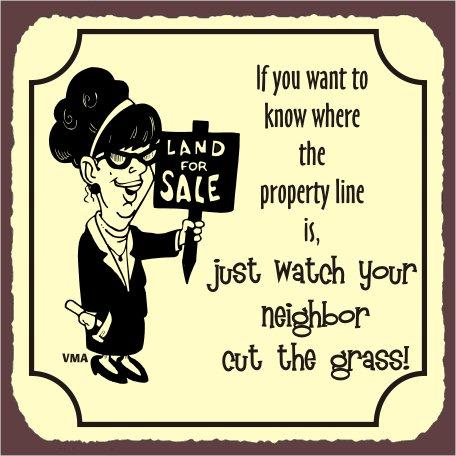 If you want to
know where
the
property line
is,
just watch your
neighbor
cut the grass!
LAND
FOR
SALE
VMA